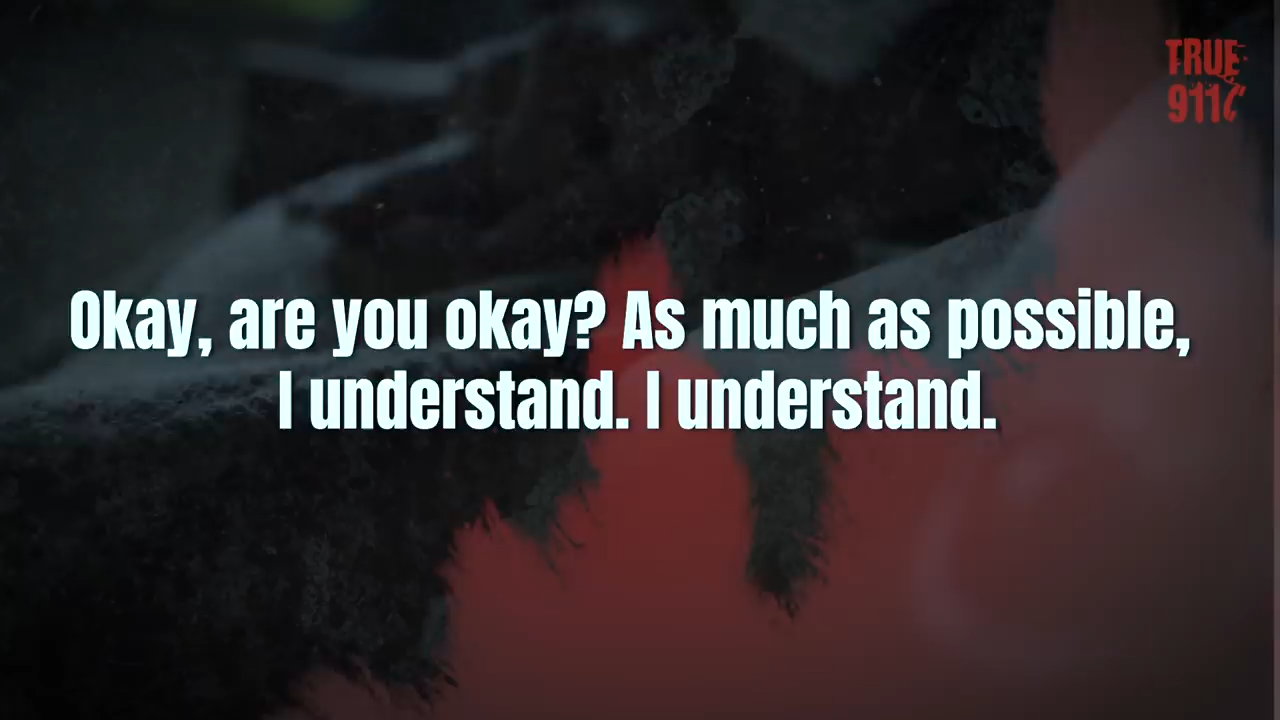 TRUE
911
Okay, are you okay? As much as possible,
I understand. I understand.